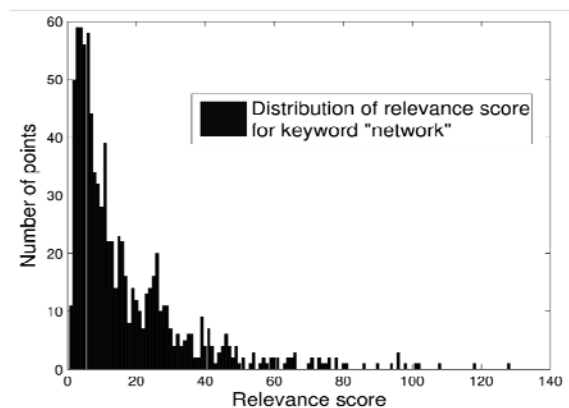 60
50
40
30
20
10
0
Number of points
Distribution of relevance score
for keyword "network"
0 20 40 60 80 100 120 140
Relevance score